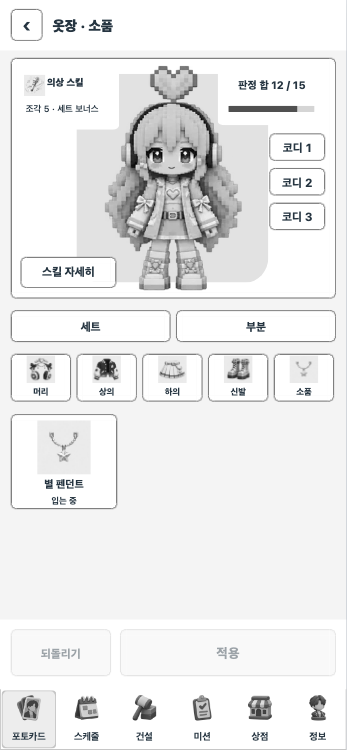 옷장 · 소품
의상 스킬
조각 5 · 세트 보너스
판정 합 12 / 15
코디 1
코디 2
코디 3
스킬 자세히
세트
부분
머리
상의
하의
신발
소품
별 펜던트
입는 중
되돌리기
적용
포토카드
스케줄
건설
미션
상점
정보